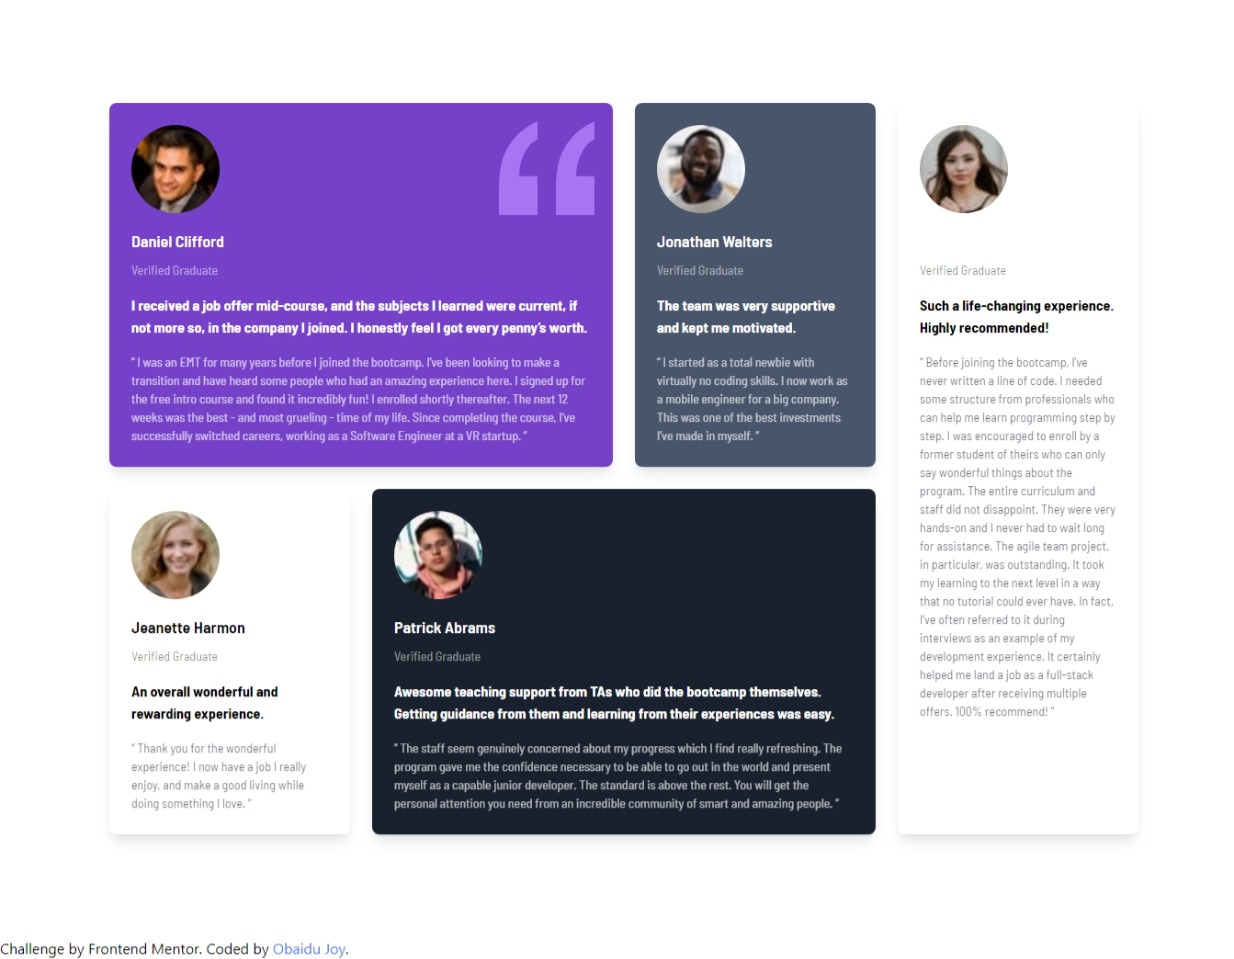 Daniel Clifford
Verified Graduate
I received a job offer mid-course, and the subjects I learned were current, if
not more so, in the company I joined. I honestly feel I got every penny’s worth.
“ I was an EMT for many years before I joined the bootcamp. I’ve been looking to make a
transition and have heard some people who had an amazing experience here. I signed up for
the free intro course and found it incredibly fun! I enrolled shortly thereafter. The next 12
weeks was the best - and most grueling - time of my life. Since completing the course, I’ve
successfully switched careers, working as a Software Engineer at a VR startup. ”
Jonathan Walters
Verified Graduate
The team was very supportive
and kept me motivated.
“ I started as a total newbie with
virtually no coding skills. I now work as
a mobile engineer for a big company.
This was one of the best investments
I’ve made in myself. ”
Verified Graduate
Such a life-changing experience.
Highly recommended!
“ Before joining the bootcamp, I’ve
never written a line of code. I needed
some structure from professionals who
can help me learn programming step by
step. I was encouraged to enroll by a
former student of theirs who can only
say wonderful things about the
program. The entire curriculum and
staff did not disappoint. They were very
hands-on and I never had to wait long
for assistance. The agile team project,
in particular, was outstanding. It took
my learning to the next level in a way
that no tutorial could ever have. In fact,
I’ve often referred to it during
interviews as an example of my
development experience. It certainly
helped me land a job as a full-stack
developer after receiving multiple
offers. 100% recommend! ”
Jeanette Harmon
Verified Graduate
An overall wonderful and
rewarding experience.
“ Thank you for the wonderful
experience! I now have a job I really
enjoy, and make a good living while
doing something I love. ”
Patrick Abrams
Verified Graduate
Awesome teaching support from TAs who did the bootcamp themselves.
Getting guidance from them and learning from their experiences was easy.
“ The staff seem genuinely concerned about my progress which I find really refreshing. The
program gave me the confidence necessary to be able to go out in the world and present
myself as a capable junior developer. The standard is above the rest. You will get the
personal attention you need from an incredible community of smart and amazing people. ”
Challenge by Frontend Mentor. Coded by Obaidu Joy.